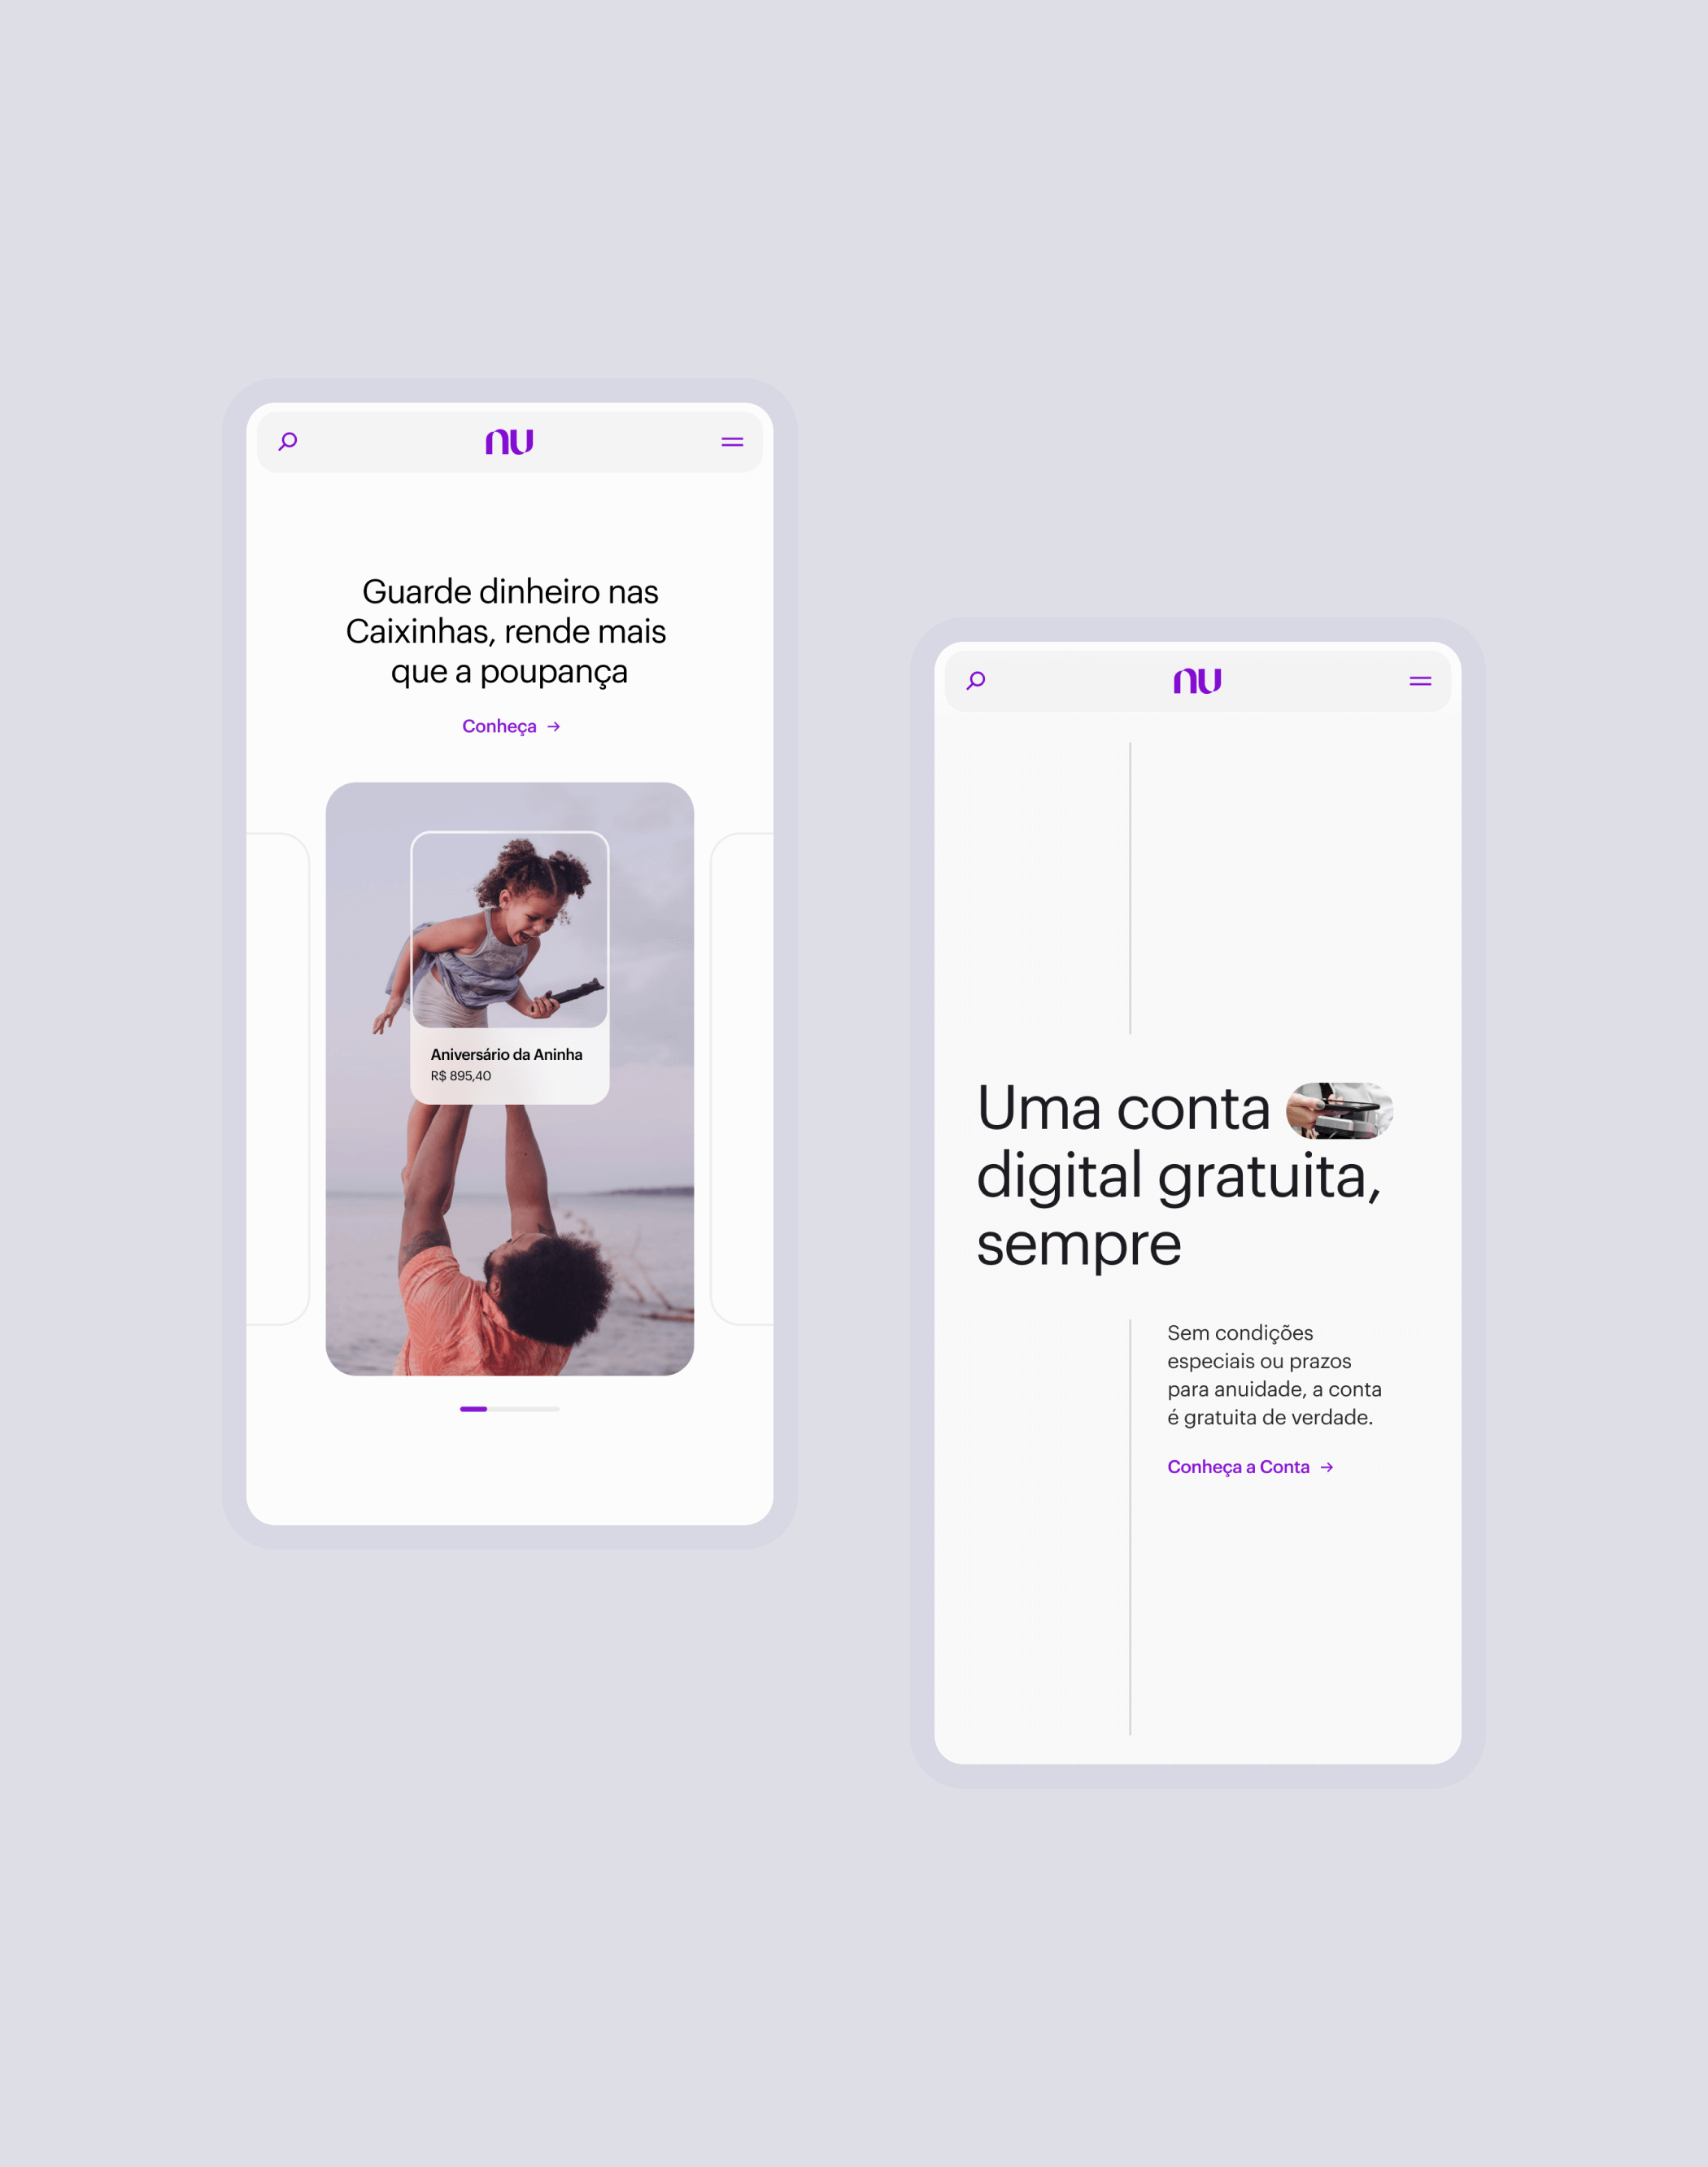 nu
Guarde dinheiro nas
Caixinhas, rende mais
que a poupança
Conheça →
Aniversário da Aninha
R$ 895,40
nu
Uma conta
digital gratuita,
sempre
Sem condições
especiais ou prazos
para anuidade, a conta
é gratuita de verdade.
Conheça a Conta →